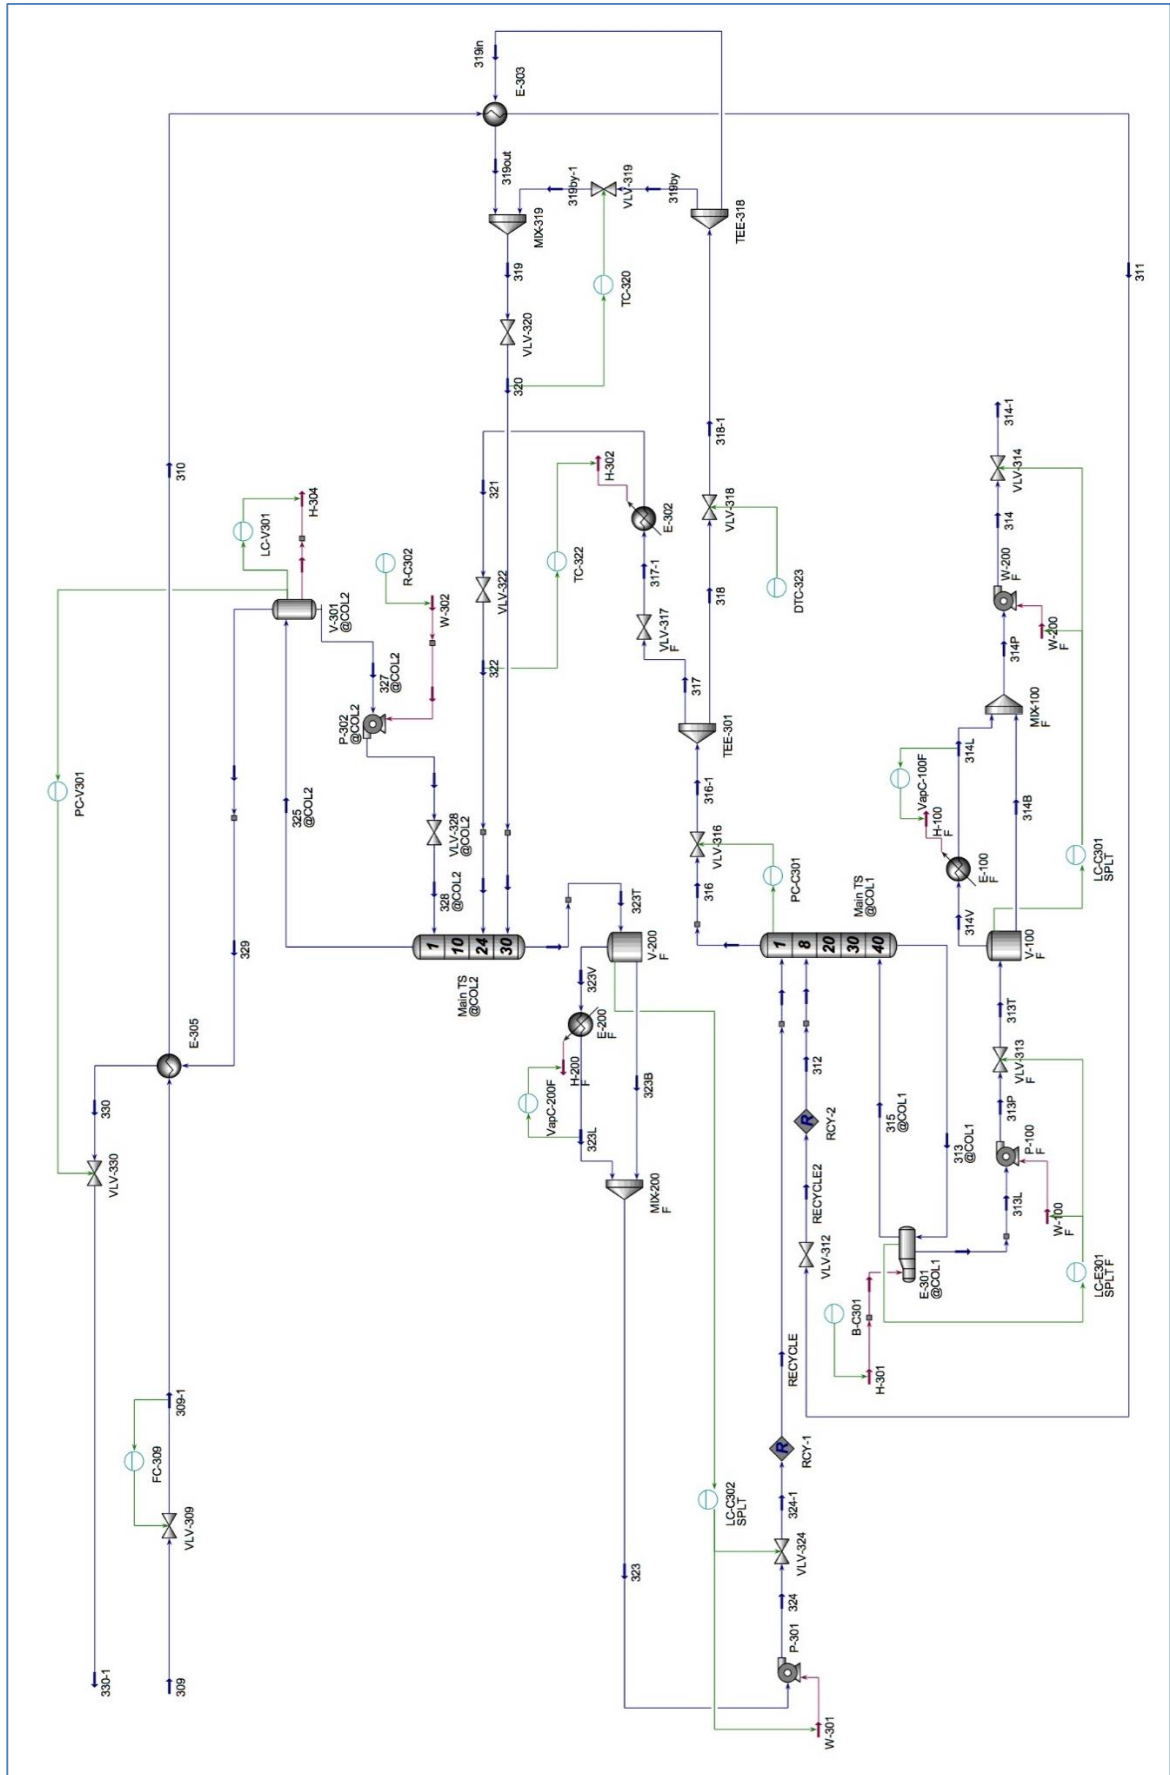 330-1
309
VLV-309
FC-309
309-1
VLV-330
330
E-305
329
PC-V301
310
325
@COL2
V-301
@COL2
LC-V301
H-304
327
@COL2
P-302
@COL2
VLV-328
@COL2
328
@COL2
R-C302
W-302
Main TS
@COL2
1
10
24
30
322
VLV-322
321
TC-322
H-302
E-302
317-1
VLV-317
F
317
320
VLV-320
319
MIX-319
319out
E-303
319in
319by-1
VLV-319
319by
TC-320
TEE-318
318-1
VLV-318
318
DTC-323
TEE-301
316-1
VLV-316
316
PC-C301
323T
V-200
F
323V
E-200
F
H-200
F
VapC-200F
323L
323B
MIX-200
F
323
W-301
P-301
324
VLV-324
LC-C302
SPLT
324-1
RCY-1
R
RECYCLE
Main TS
@COL1
1
8
20
30
40
312
RCY-2
R
RECYCLE2
VLV-312
315
@COL1
313
@COL1
E-301
@COL1
B-C301
H-301
313L
P-100
F
W-100
F
LC-E301
SPLT F
313P
VLV-313
F
313T
V-100
F
314V
E-100
F
H-100
F
VapC-100F
314L
314B
MIX-100
F
LC-C301
SPLT
314P
W-200
F
W-200
F
314
VLV-314
314-1
311